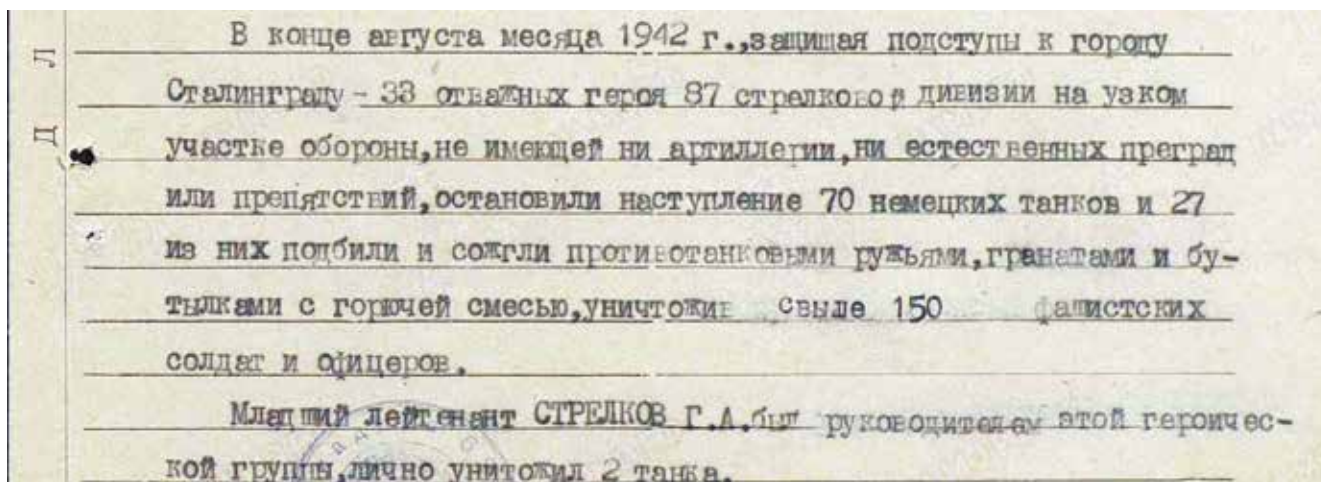 В конце августа месяца 1942 г.,защищая подступы к городу
Сталинграду - 33 отважных героя 87 стрелковой дивизии на узком
участке обороны,не имеющей ни артиллерии,ни естественных преград
или препятствий,остановили наступление 70 немецких танков и 27
из них подбили и сожгли противотанковыми ружьями,гранатами и бу-
тылками с горючей смесью,уничтожив свыше 150 фашистских
солдат и офицеров.
Младший лейтенант СТРЕЛКОВ Г.А.был руководителем этой героичес-
кой группы,лично унитожил 2 танка.
Д Л